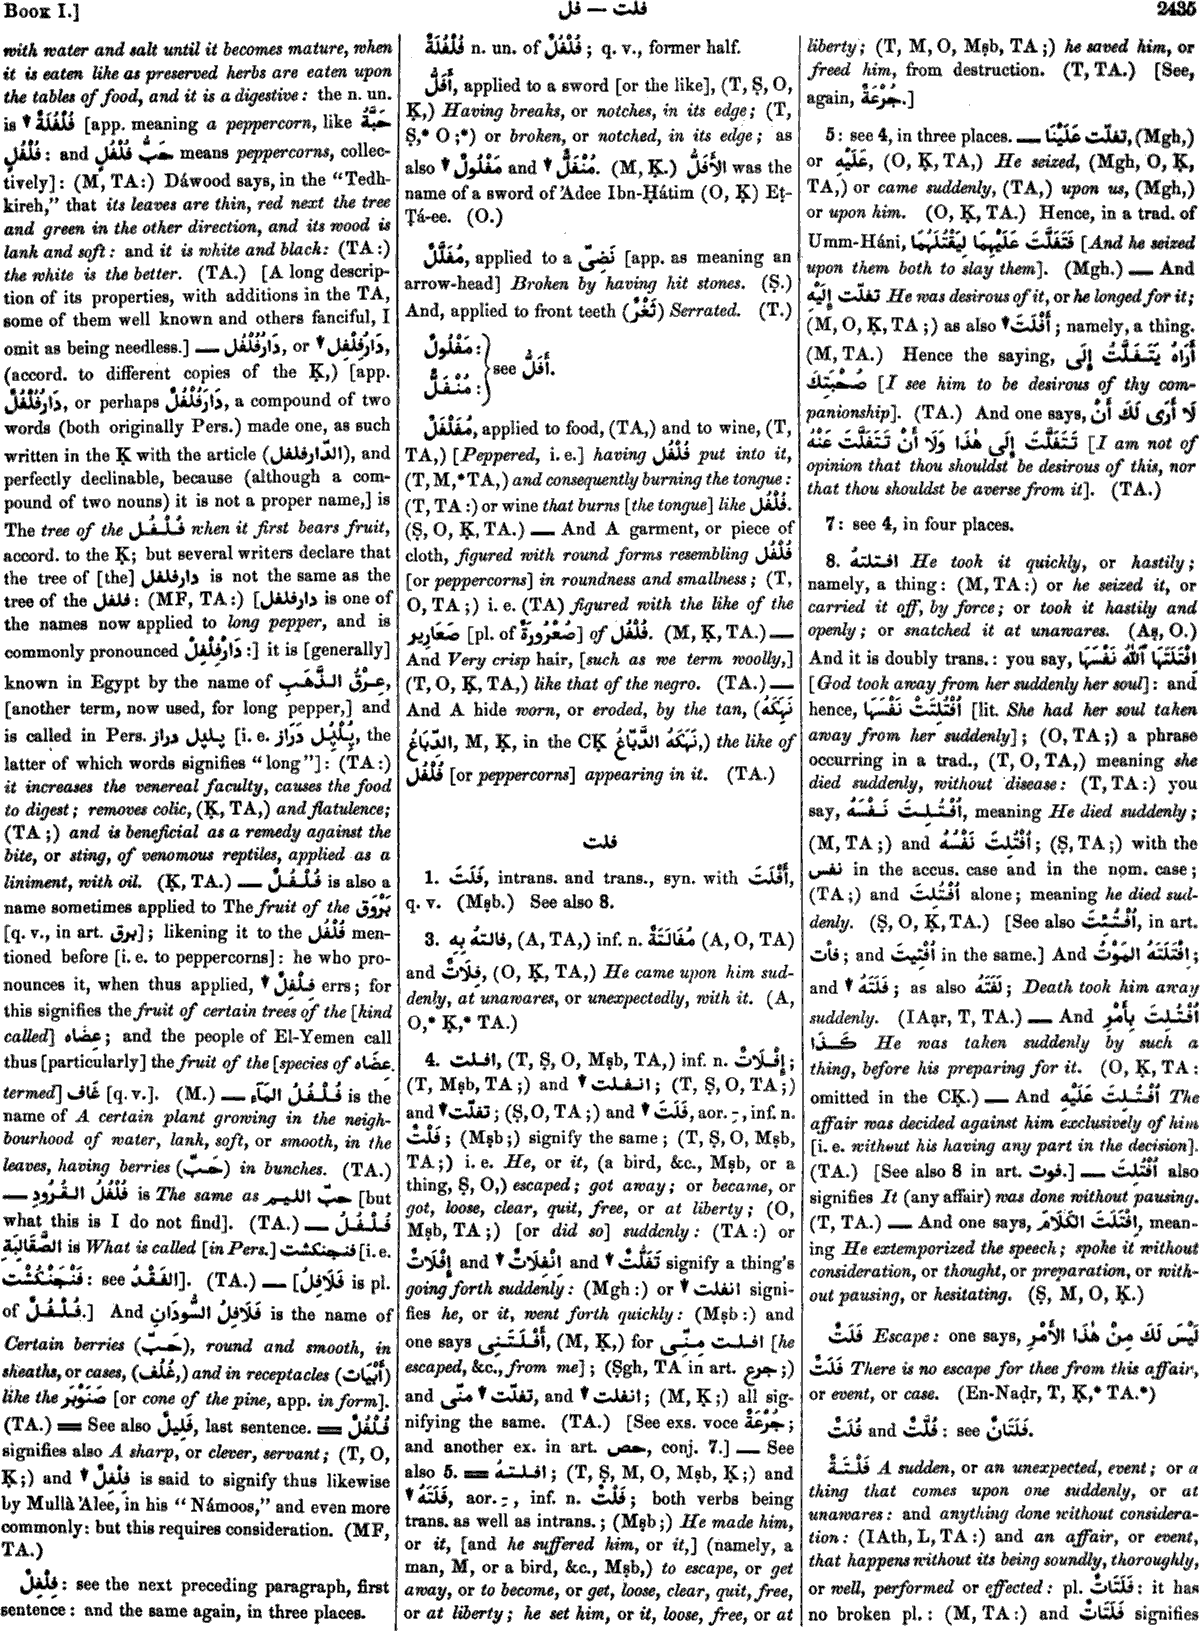 Book I.]
فلت — فل
2435
with water and salt until it becomes mature, when
it is eaten like as preserved herbs are eaten upon
the tables of food, and it is a digestive: the n. un.
is ▼ فُلْفُلَةٌ [app. meaning a peppercorn, like حَبَّةُ
فُلْفُلٍ: and حَبُّ فُلْفُلٍ means peppercorns, collec-
tively]: (M, TA:) Dáwood says, in the “Tedh-
kireh,” that its leaves are thin, red next the tree
and green in the other direction, and its wood is
lank and soft: and it is white and black: (TA:)
the white is the better. (TA.) [A long descrip-
tion of its properties, with additions in the TA,
some of them well known and others fanciful, I
omit as being needless.] — دَارُفُلْفُل, or ▼ دَارُفِلْفِل,
(accord. to different copies of the Ḳ,) [app.
دَارُفُلْفُلٌ, or perhaps دَارَفُلْفُلٌ, a compound of two
words (both originally Pers.) made one, as such
written in the Ḳ with the article (الدّارفلفل), and
perfectly declinable, because (although a com-
pound of two nouns) it is not a proper name,] is
The tree of the فُلْفُل when it first bears fruit,
accord. to the Ḳ; but several writers declare that
the tree of [the] دارفلفل is not the same as the
tree of the فلفل: (MF, TA:) [دارفلفل is one of
the names now applied to long pepper, and is
commonly pronounced دَارْفِلْفِلْ:] it is [generally]
known in Egypt by the name of عِرْقُ الذَّهَبِ,
[another term, now used, for long pepper,] and
is called in Pers. پلپل دراز [i. e. پِلْپِلِ دَرَازْ, the
latter of which words signifies “long”]: (TA:)
it increases the venereal faculty, causes the food
to digest; removes colic, (Ḳ, TA,) and flatulence;
(TA;) and is beneficial as a remedy against the
bite, or sting, of venomous reptiles, applied as a
liniment, with oil. (Ḳ, TA.) — فُلْفُلٌ is also a
name sometimes applied to The fruit of the بَرْوَق
[q. v., in art. برق]; likening it to the فُلْفُل men-
tioned before [i. e. to peppercorns]: he who pro-
nounces it, when thus applied, ▼ فِلْفِلٌ errs; for
this signifies the fruit of certain trees of the [kind
called] عِضَاه; and the people of El-Yemen call
thus [particularly] the fruit of the [species of عِضَاه
termed] غَاف [q. v.]. (M.) — فُلْفُلُ المَآءِ is the
name of A certain plant growing in the neigh-
bourhood of water, lank, soft, or smooth, in the
leaves, having berries (حَبّ) in bunches. (TA.)
— فُلْفُلُ القُرُودِ is The same as حَبّ الليم [but
what this is I do not find]. (TA.) — فُلْفُلُ
الصَّقَالِبَةِ is What is called [in Pers.] فنجنكشت [i. e.
فَنْجَنْكُشْت: see الفَقْدُ]. (TA.) — [فَلَافِلُ is pl.
of فُلْفُلٌ.] And فَلَافِلُ السُّودَانِ is the name of
Certain berries (حَبّ), round and smooth, in
sheaths, or cases, (غُلُف,) and in receptacles (أَبْيَات)
like the صَنَوْبَر [or cone of the pine, app. in form].
(TA.) == See also فَلِيلٌ, last sentence. == فُلْفُلٌ
signifies also A sharp, or clever, servant; (T, O,
Ḳ;) and ▼ فِلْفِلٌ is said to signify thus likewise
by Mullà ’Alee, in his “Námoos,” and even more
commonly: but this requires consideration. (MF,
TA.)
فِلْفِلٌ: see the next preceding paragraph, first
sentence: and the same again, in three places.
فُلْفُلَةٌ n. un. of فُلْفُلٌ; q. v., former half.
أَفَلُّ, applied to a sword [or the like], (T, Ṣ, O,
Ḳ,) Having breaks, or notches, in its edge; (T,
Ṣ,* O;*) or broken, or notched, in its edge; as
also ▼ مَفْلُولٌ and ▼ مُنْفَلٌّ. (M, Ḳ.) الأَفَلُّ was the
name of a sword of ’Adee Ibn-Ḥátim (O, Ḳ) Eṭ-
Ṭá-ee. (O.)
مُفَلَّلٌ, applied to a نَضِىّ [app. as meaning an
arrow-head] Broken by having hit stones. (Ṣ.)
And, applied to front teeth (ثَغْرٌ) Serrated. (T.)
مَفْلُولٌ:
see أَفَلُّ.
مُنْفَلٌّ:
مُفَلْفَلٌ, applied to food, (TA,) and to wine, (T,
TA,) [Peppered, i. e.] having فُلْفُل put into it,
(T, M,* TA,) and consequently burning the tongue:
(T, TA:) or wine that burns [the tongue] like فُلْفُل.
(Ṣ, O, Ḳ, TA.) — And A garment, or piece of
cloth, figured with round forms resembling فُلْفُل
[or peppercorns] in roundness and smallness; (T,
O, TA;) i. e. (TA) figured with the like of the
صَعَارِير [pl. of صُعْرُورَةٌ] of فُلْفُل. (M, Ḳ, TA.) —
And Very crisp hair, [such as we term woolly,]
(T, O, Ḳ, TA,) like that of the negro. (TA.) —
And A hide worn, or eroded, by the tan, (نَهِكَهُ
الدِّبَاغُ, M, Ḳ, in the CḲ نَهَكَهُ الدَّبَّاغُ,) the like of
فُلْفُل [or peppercorns] appearing in it. (TA.)
فلت
1. فَلَتَ, intrans. and trans., syn. with أَفْلَتَ,
q. v. (Mṣb.) See also 8.
3. فالتهُ بِهِ, (A, TA,) inf. n. مُفَالَتَةٌ (A, O, TA)
and فِلَاتٌ, (O, Ḳ, TA,) He came upon him sud-
denly, at unawares, or unexpectedly, with it. (A,
O,* Ḳ,* TA.)
4. افلت, (T, Ṣ, O, Mṣb, TA,) inf. n. إِفْلَاتٌ;
(T, Mṣb, TA;) and ▼ انفلت; (T, Ṣ, O, TA;)
and ▼ تفلّت; (Ṣ, O, TA;) and ▼ فَلَتَ, aor. ـِ, inf. n.
فَلْتٌ; (Mṣb;) signify the same; (T, Ṣ, O, Mṣb,
TA;) i. e. He, or it, (a bird, &c., Mṣb, or a
thing, Ṣ, O,) escaped; got away; or became, or
got, loose, clear, quit, free, or at liberty; (O,
Mṣb, TA;) [or did so] suddenly: (TA:) or
إِفْلَاتٌ and ▼ اِنْفِلَاتٌ and ▼ تَفَلُّتٌ signify a thing’s
going forth suddenly: (Mgh:) or ▼ انفلت signi-
fies he, or it, went forth quickly: (Mṣb:) and
one says أَفْلَتَنِى, (M, Ḳ,) for افلت مِنِّى [he
escaped, &c., from me]; (Ṣgh, TA in art. جرع;)
and ▼ تفلّت منّى, and ▼ انفلت; (M, Ḳ;) all sig-
nifying the same. (TA.) [See exs. voce جُرْعَةٌ;
and another ex. in art. حص, conj. 7.] — See
also 5. == افلتهُ; (T, Ṣ, M, O, Mṣb, Ḳ;) and
▼ فَلَتَهُ, aor. ـِ, inf. n. فَلْتٌ; both verbs being
trans. as well as intrans.; (Mṣb;) He made him,
or it, [and he suffered him, or it,] (namely, a
man, M, or a bird, &c., Mṣb,) to escape, or get
away, or to become, or get, loose, clear, quit, free,
or at liberty; he set him, or it, loose, free, or at
liberty; (T, M, O, Mṣb, TA;) he saved him, or
freed him, from destruction. (T, TA.) [See,
again, جُرْعَةٌ.]
5: see 4, in three places. — تفلّت عَلَيْنَا, (Mgh,)
or عَلَيْهِ, (O, Ḳ, TA,) He seized, (Mgh, O, Ḳ,
TA,) or came suddenly, (TA,) upon us, (Mgh,)
or upon him. (O, Ḳ, TA.) Hence, in a trad. of
Umm-Háni, فَتَفَلَّتَ عَلَيْهِمَا لِيَقْتُلَهُمَا [And he seized
upon them both to slay them]. (Mgh.) — And
تفلّت إِلَيْهِ He was desirous of it, or he longed for it;
(M, O, Ḳ, TA;) as also ▼ أَفْلَتَ; namely, a thing.
(M, TA.) Hence the saying, أَرَاهُ يَتَفَلَّتُ إِلَى
صُحْبَتِكَ [I see him to be desirous of thy com-
panionship]. (TA.) And one says, لَا أَرَى لَكَ أَنْ
تَتَفَلَّتَ إِلَى هٰذَا وَلَا أَنْ تَتَفَلَّتَ عَنْهُ [I am not of
opinion that thou shouldst be desirous of this, nor
that thou shouldst be averse from it]. (TA.)
7: see 4, in four places.
8. افتلتهُ He took it quickly, or hastily;
namely, a thing: (M, TA:) or he seized it, or
carried it off, by force; or took it hastily and
openly; or snatched it at unawares. (Aṣ, O.)
And it is doubly trans.: you say, اِفْتَلَتَهَا ٱللّٰهُ نَفْسَهَا
[God took away from her suddenly her soul]: and
hence, اُفْتُلِتَتْ نَفْسَهَا [lit. She had her soul taken
away from her suddenly]; (O, TA;) a phrase
occurring in a trad., (T, O, TA,) meaning she
died suddenly, without disease: (T, TA:) you
say, اُفْتُلِتَ نَفْسَهُ, meaning He died suddenly;
(M, TA;) and اُفْتُلِتَ نَفْسُهُ; (Ṣ, TA;) with the
نفس in the accus. case and in the nom. case;
(TA;) and اُفْتُلِتَ alone; meaning he died sud-
denly. (Ṣ, O, Ḳ, TA.) [See also اُفْتُئِتَ, in art.
فأت; and اُفْتِيتَ in the same.] And اِفْتَلَتَهُ المَوْتُ;
and ▼ فَلَتَهُ; as also لَفَتَهُ; Death took him away
suddenly. (IAạr, T, TA.) — And اُفْتُلِتَ بِأَمْرِ
كَذَا He was taken suddenly by such a
thing, before his preparing for it. (O, Ḳ, TA:
omitted in the CḲ.) — And اُفْتُلِتَ عَلَيْهِ The
affair was decided against him exclusively of him
[i. e. without his having any part in the decision].
(TA.) [See also 8 in art. فوت.] — اُفْتُلِتَ also
signifies It (any affair) was done without pausing.
(T, TA.) — And one says, اِفْتَلَتَ الكَلَامَ, mean-
ing He extemporized the speech; spoke it without
consideration, or thought, or preparation, or with-
out pausing, or hesitating. (Ṣ, M, O, Ḳ.)
فَلَتٌ Escape: one says, لَيْسَ لَكَ مِنْ هٰذَا الأَمْرِ
فَلَتٌ There is no escape for thee from this affair,
or event, or case. (En-Naḍr, T, Ḳ,* TA.*)
فُلَتٌ and فُلَّتٌ: see فَلَتَانٌ.
فَلْتَةٌ A sudden, or an unexpected, event; or a
thing that comes upon one suddenly, or at
unawares: and anything done without considera-
tion: (IAth, L, TA:) and an affair, or event,
that happens without its being soundly, thoroughly,
or well, performed or effected: pl. فَلَتَاتٌ: it has
no broken pl.: (M, TA:) and فَلَتَاتٌ signifies